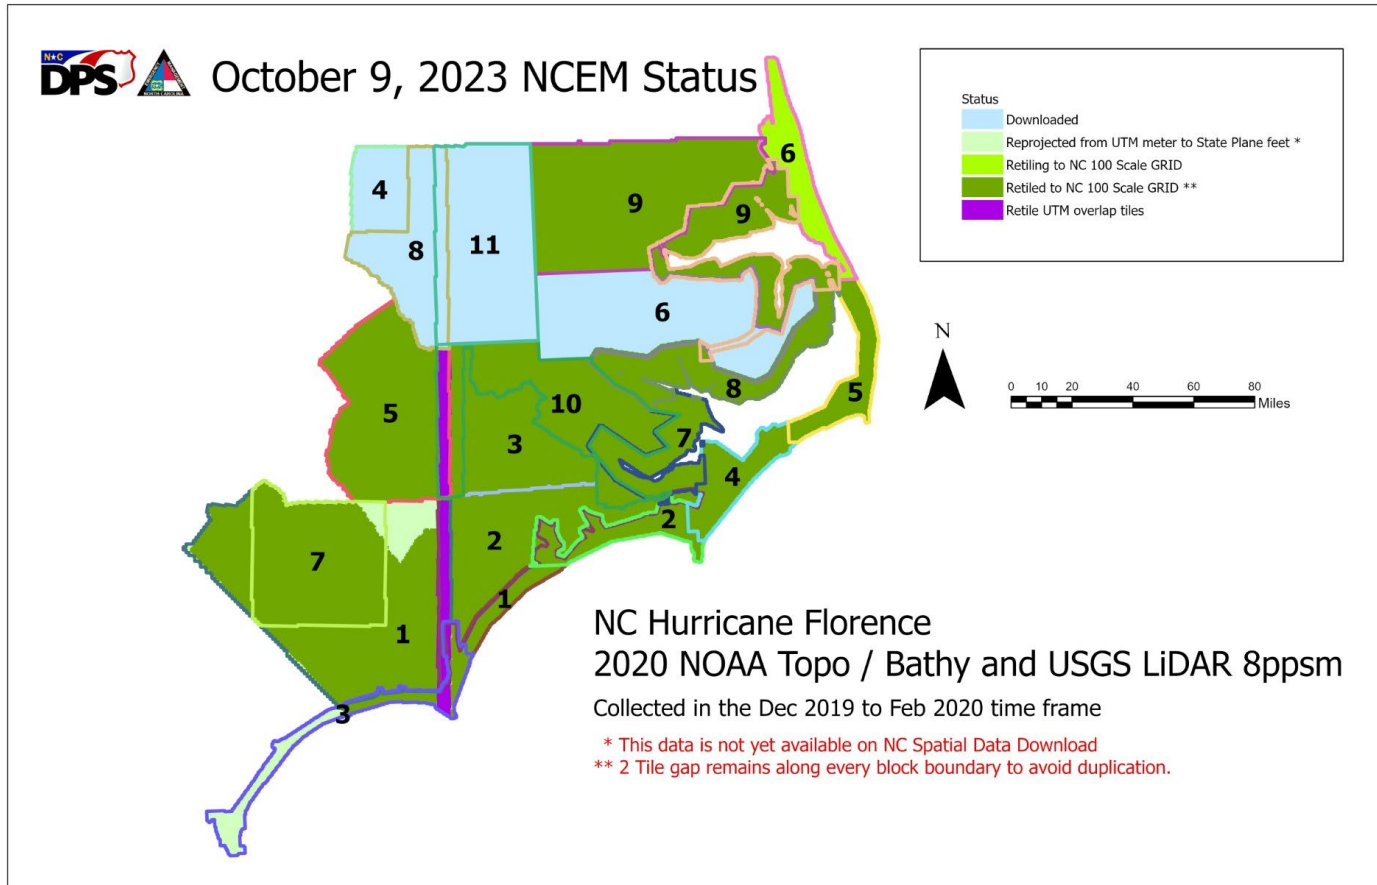 N★C
DPS
NORTH CAROLINA
October 9, 2023 NCEM Status
Status
Downloaded
Reprojected from UTM meter to State Plane feet *
Retiling to NC 100 Scale GRID
Retiled to NC 100 Scale GRID **
Retile UTM overlap tiles
6
4
9
9
8
11
6
N
8
5
0 10 20 40 60 80
Miles
5
10
3
7
4
2
2
7
1
1
3
NC Hurricane Florence
2020 NOAA Topo / Bathy and USGS LiDAR 8ppsm
Collected in the Dec 2019 to Feb 2020 time frame
* This data is not yet available on NC Spatial Data Download
** 2 Tile gap remains along every block boundary to avoid duplication.